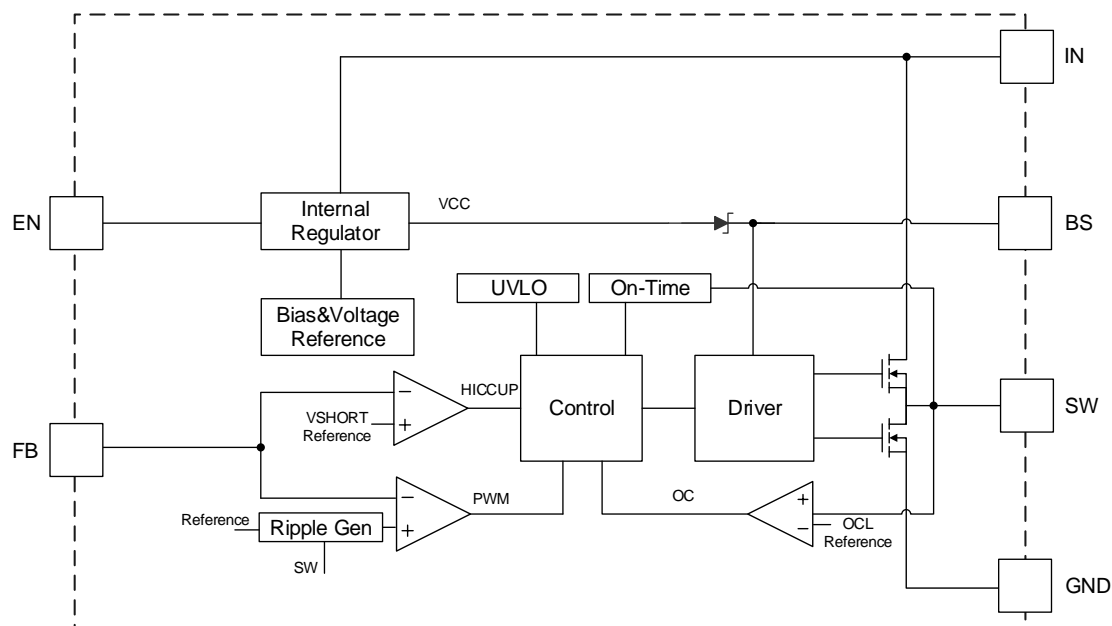 IN
Internal
Regulator
VCC
EN
BS
UVLO
On-Time
Bias&Voltage
Reference
HICCUP
Control
Driver
SW
VSHORT
Reference
FB
PWM
OC
Reference
Ripple Gen
OCL
Reference
SW
GND